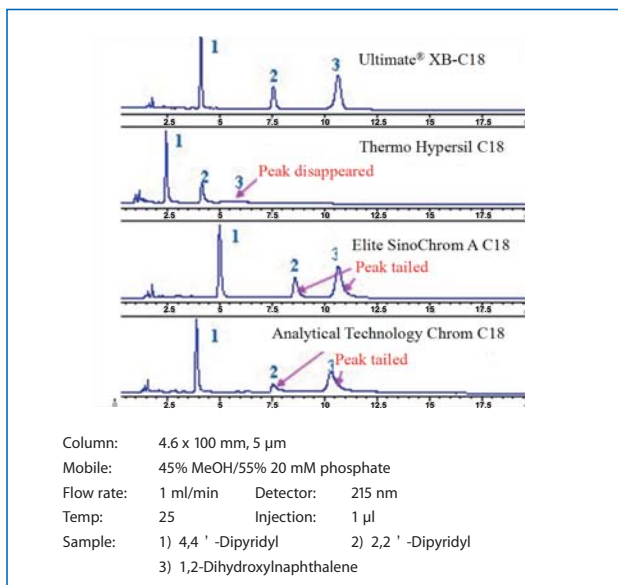 1
2
3
Ultimate® XB-C18
2.5 5 7.5 10 12.5 15 17.5
1
2
3
Thermo Hypersil C18
Peak disappeared
2.5 5 7.5 10 12.5 15 17.5
1
2
3
Elite SinoChrom A C18
Peak tailed
2.5 5 7.5 10 12.5 15 17.5
1
2
3
Analytical Technology Chrom C18
Peak tailed
0 2.5 5 7.5 10 12.5 15 17.5
Column: 4.6 x 100 mm, 5 μm
Mobile: 45% MeOH/55% 20 mM phosphate
Flow rate: 1 ml/min Detector: 215 nm
Temp: 25 Injection: 1 μl
Sample: 1) 4,4 ’ -Dipyridyl 2) 2,2 ’ -Dipyridyl
3) 1,2-Dihydroxylnaphthalene